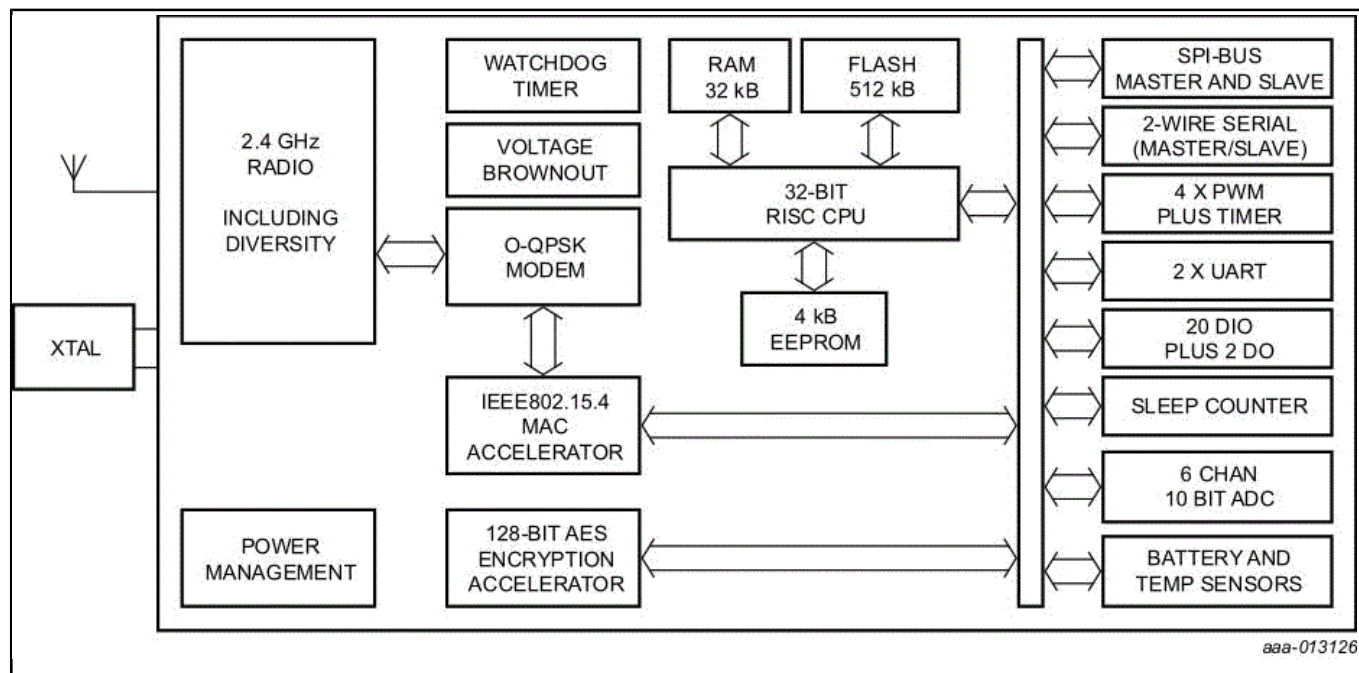 2.4 GHz
RADIO
INCLUDING
DIVERSITY
XTAL
POWER
MANAGEMENT
WATCHDOG
TIMER
VOLTAGE
BROWNOUT
O-QPSK
MODEM
IEEE802.15.4
MAC
ACCELERATOR
128-BIT AES
ENCRYPTION
ACCELERATOR
RAM
32 kB
FLASH
512 kB
32-BIT
RISC CPU
4 kB
EEPROM
SPI-BUS
MASTER AND SLAVE
2-WIRE SERIAL
(MASTER/SLAVE)
4 X PWM
PLUS TIMER
2 X UART
20 DIO
PLUS 2 DO
SLEEP COUNTER
6 CHAN
10 BIT ADC
BATTERY AND
TEMP SENSORS
aaa-013126